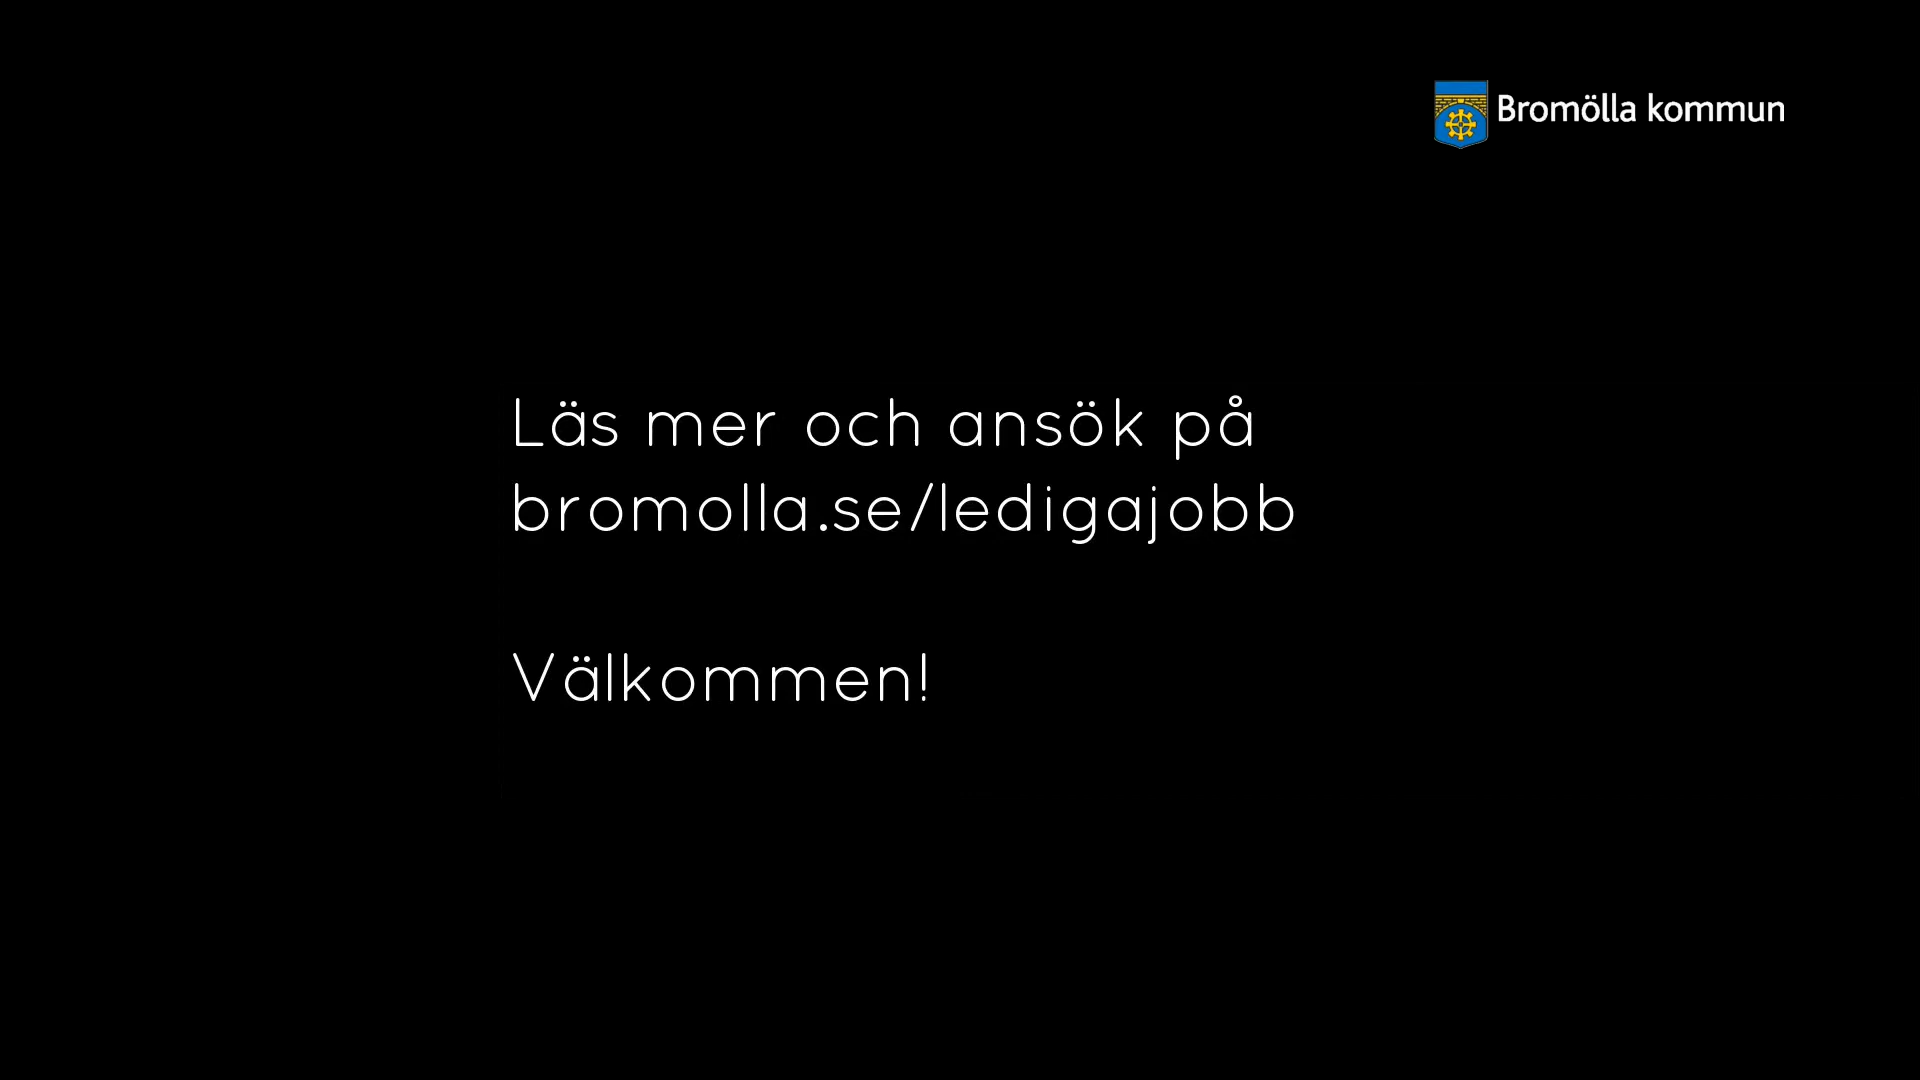 Bromölla kommun
Läs mer och ansök på
bromolla.se/ledigajobb
Välkommen!